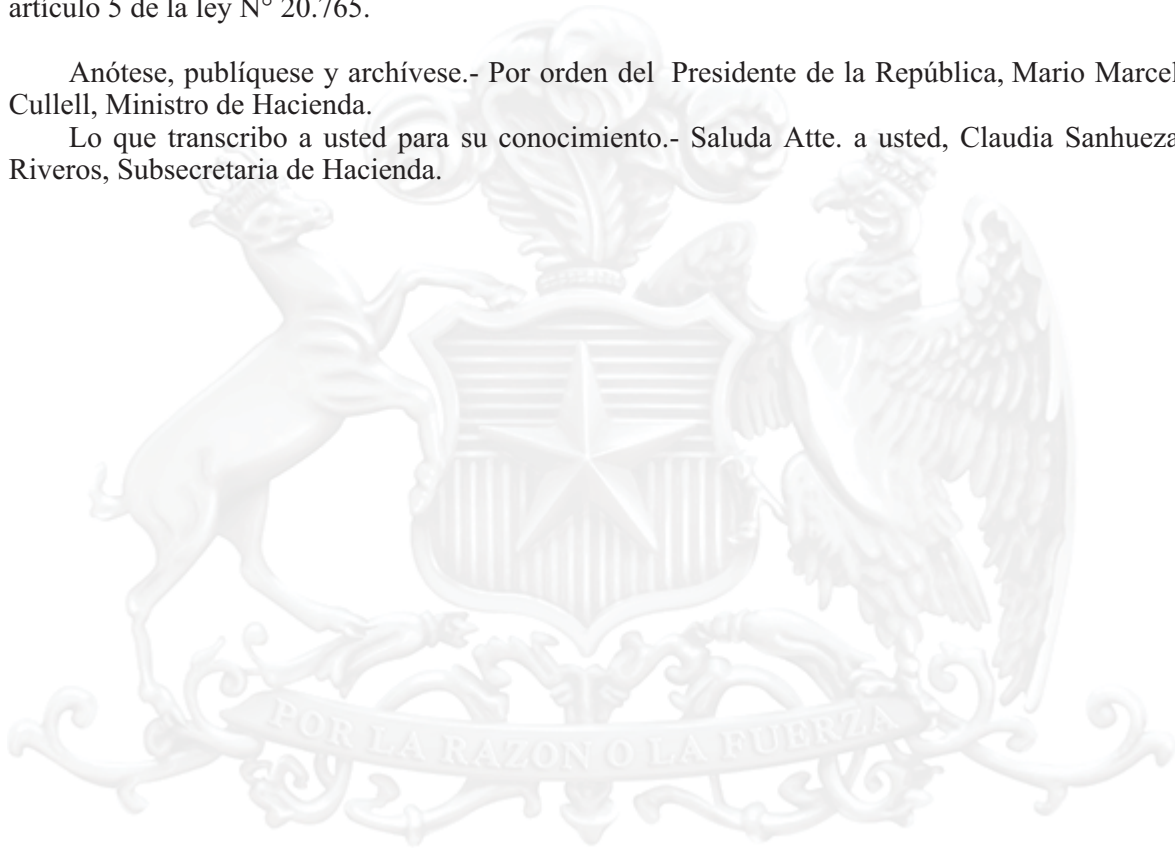 artículo 5 de la ley N° 20.765.
Anótese, publíquese y archívese.- Por orden del Presidente de la República, Mario Marcel
Cullell, Ministro de Hacienda.
Lo que transcribo a usted para su conocimiento.- Saluda Atte. a usted, Claudia Sanhueza
Riveros, Subsecretaria de Hacienda.
POR LA RAZON O LA FUERZA